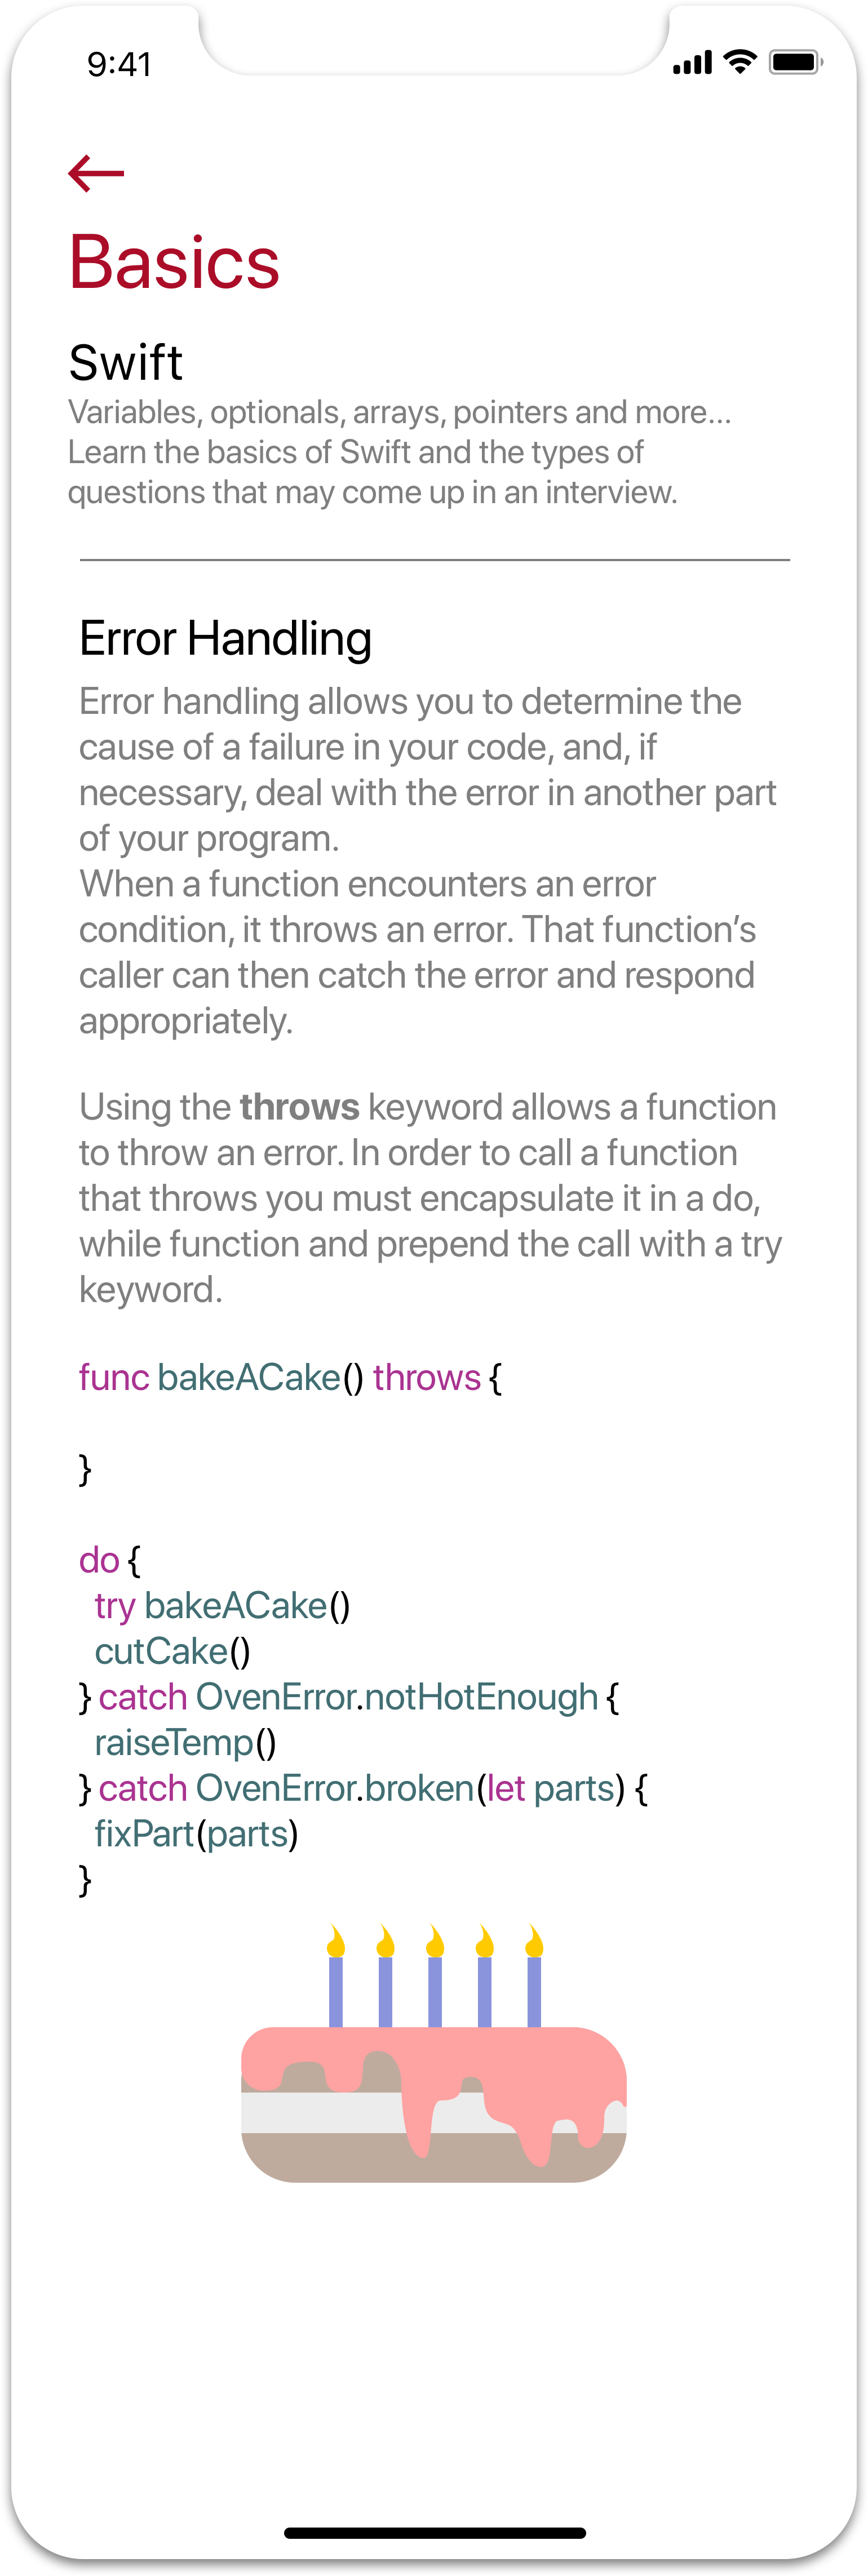 9:41
Basics
Swift
Variables, optionals, arrays, pointers and more...
Learn the basics of Swift and the types of
questions that may come up in an interview.
Error Handling
Error handling allows you to determine the
cause of a failure in your code, and, if
necessary, deal with the error in another part
of your program.
When a function encounters an error
condition, it throws an error. That function’s
caller can then catch the error and respond
appropriately.
Using the throws keyword allows a function
to throw an error. In order to call a function
that throws you must encapsulate it in a do,
while function and prepend the call with a try
keyword.
func bakeACake() throws {
}
do {
try bakeACake()
cutCake()
} catch OvenError.notHotEnough {
raiseTemp()
} catch OvenError.broken(let parts) {
fixPart(parts)
}